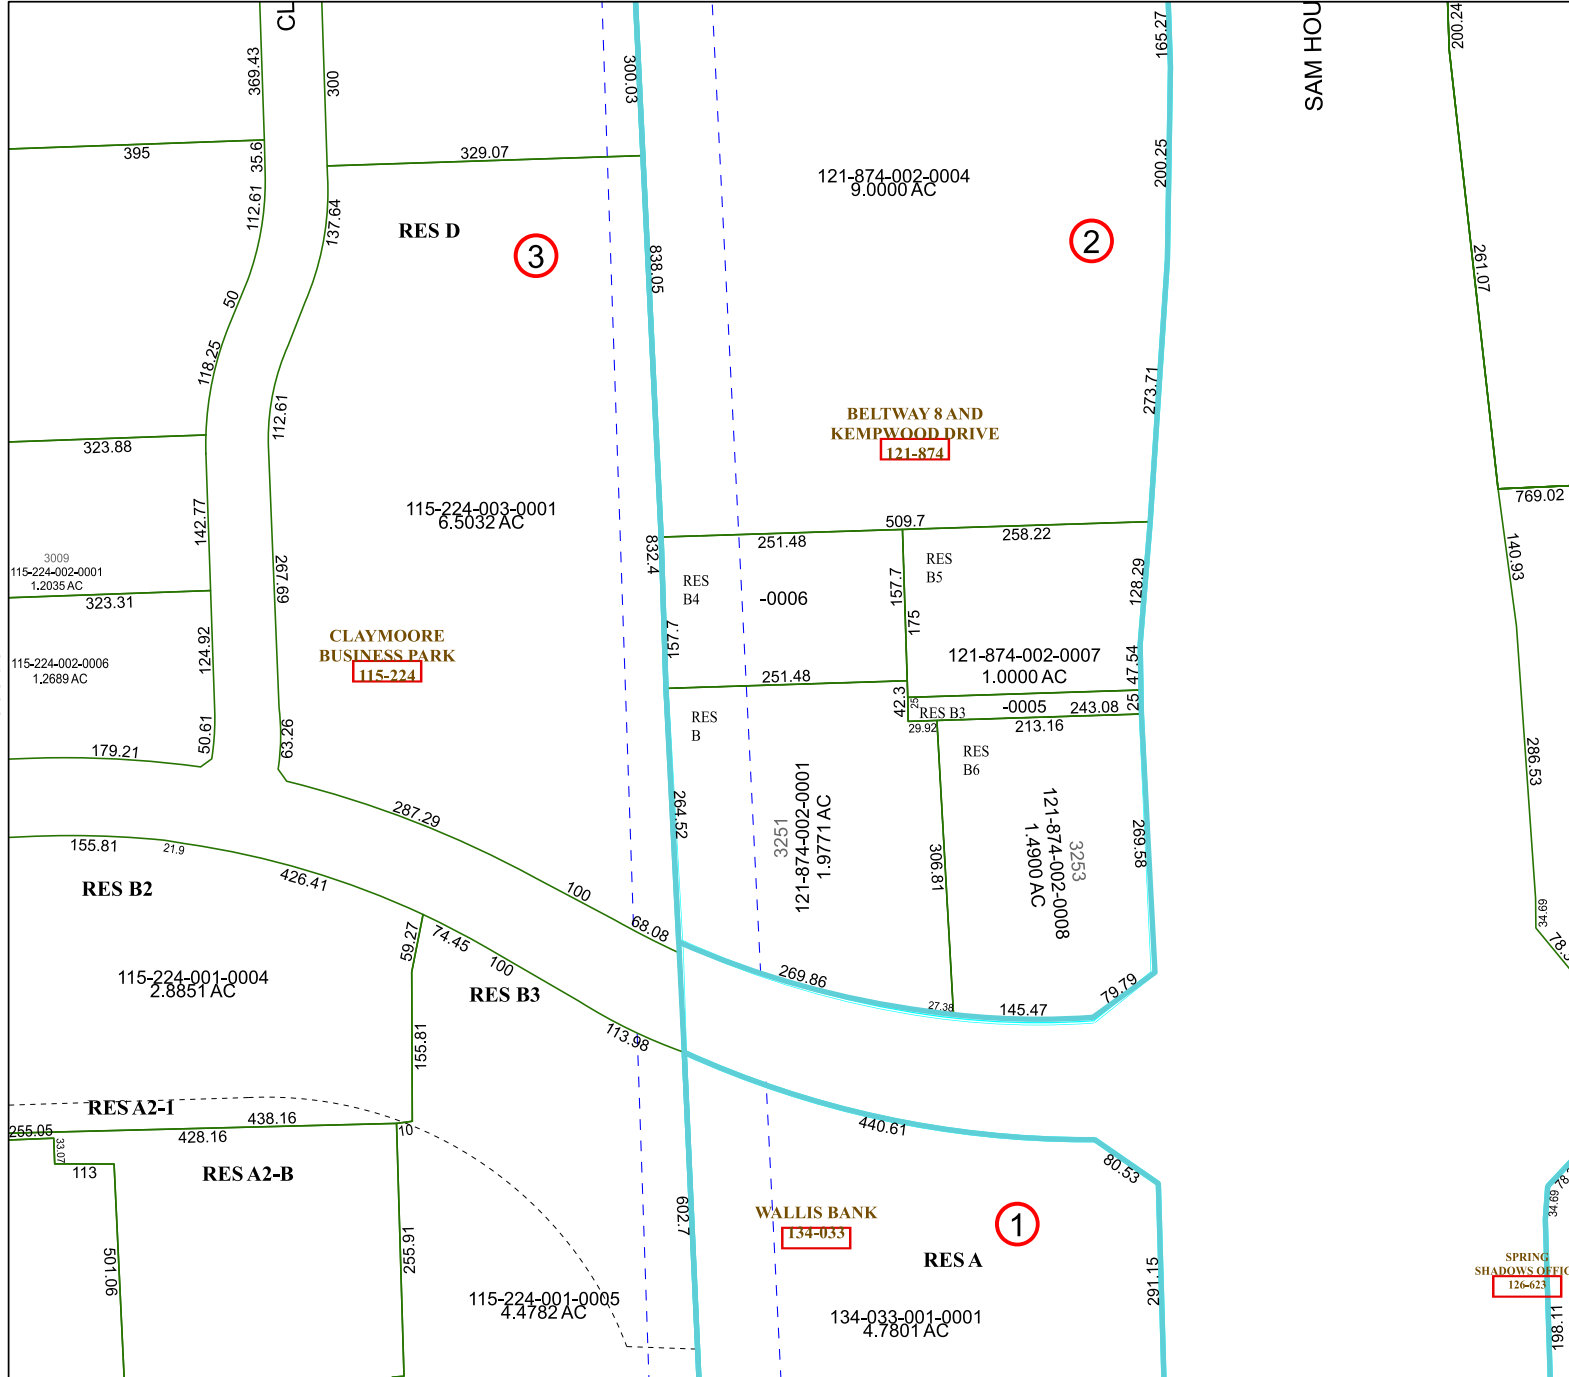 CL
SAM HOU
369.43
300
300.03
165.27
200.24
395
35.6
329.07
200.25
121-874-002-0004
9.0000 AC
112.61
137.64
RES D
3
838.05
2
261.07
50
118.25
112.61
273.71
BELTWAY 8 AND
KEMPWOOD DRIVE
121-874
323.88
769.02
115-224-003-0001
6.5032 AC
142.77
832.4
509.7
251.48
258.22
140.93
3009
115-224-002-0001
1.2035 AC
267.69
RES
B5
RES
B4
-0006
157.7
175
128.29
323.31
CLAYMOORE
BUSINESS PARK
115-224
124.92
157.7
115-224-002-0006
1.2689 AC
121-874-002-0007
1.0000 AC
47.54
251.48
42.3
25
RES B3
-0005
243.08
25
29.92
213.16
RES
B
50.61
63.26
179.21
RES
B6
286.53
264.52
3251
121-874-002-0001
1.9771 AC
287.29
3253
121-874-002-0008
1.4900 AC
269.58
306.81
155.81
21.9
426.41
RES B2
100
68.08
34.69
78.
59.27
74.45
100
RES B3
115-224-001-0004
2.8851 AC
269.86
27.38
145.47
79.79
155.81
113.98
RES A2-1
438.16
255.05
428.16
10
33.07
113
440.61
80.53
RES A2-B
78.
34.69
602.7
WALLIS BANK
134-033
1
RES A
501.06
255.91
291.15
SPRING
SHADOWS OFFIC
126-623
115-224-001-0005
4.4782 AC
134-033-001-0001
4.7801 AC
198.11